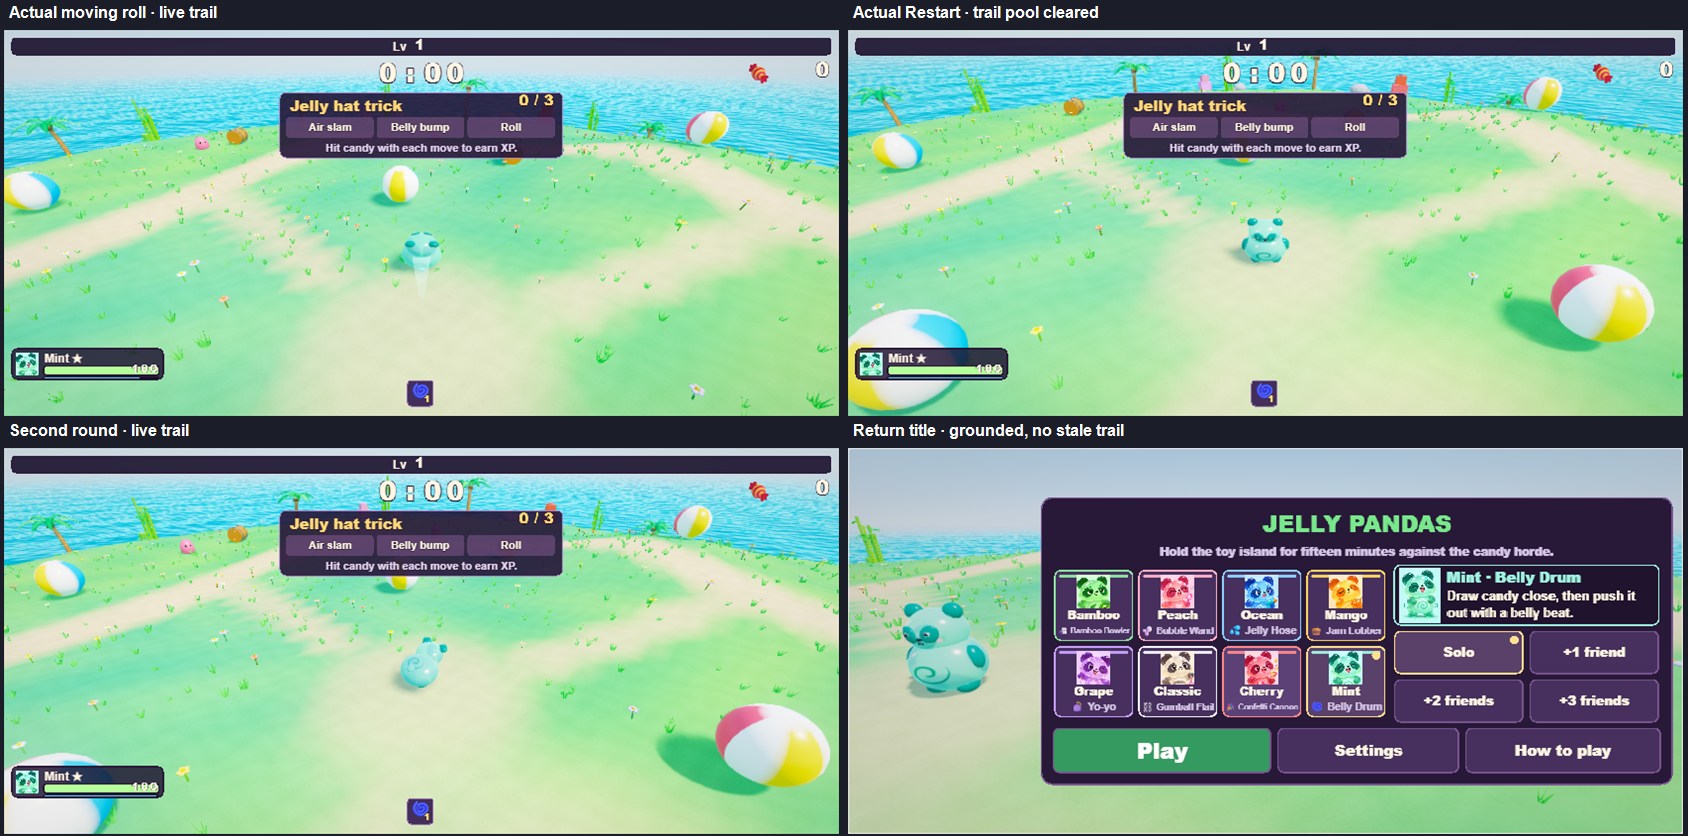 Actual moving roll · live trail
Lv 1
0:00
0
Jelly hat trick 0 / 3
Air slam Belly bump Roll
Hit candy with each move to earn XP.
Mint ★
1
Actual Restart · trail pool cleared
Lv 1
0:00
0
Jelly hat trick 0 / 3
Air slam Belly bump Roll
Hit candy with each move to earn XP.
Mint ★
1
Second round · live trail
Lv 1
0:00
0
Jelly hat trick 0 / 3
Air slam Belly bump Roll
Hit candy with each move to earn XP.
Mint ★
1
Return title · grounded, no stale trail
JELLY PANDAS
Hold the toy island for fifteen minutes against the candy horde.
Bamboo Peach Ocean Mango
Bamboo Bowler Bubble Wand Jelly Hose Jam Lobber
Grape Classic Cherry Mint
Yo-yo Gumball Flail Confetti Cannon Belly Drum
Mint - Belly Drum
Draw candy close, then push it
out with a belly beat.
Solo +1 friend
+2 friends +3 friends
Play Settings How to play